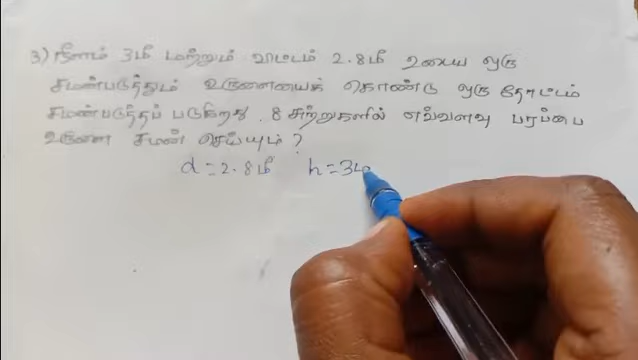 3) நீளம் 3மீ மற்றும் விட்டம் 2.8மீ உடைய ஒரு
சமன்படுத்தும் உருளையைக் கொண்டு ஒரு தோட்டம்
சமன்படுத்தப் படுகிறது. 8 சுற்றுகளில் எவ்வளவு பரப்பை
உருளை சமன் செய்யும்?
d = 2.8மீ h = 3மீ